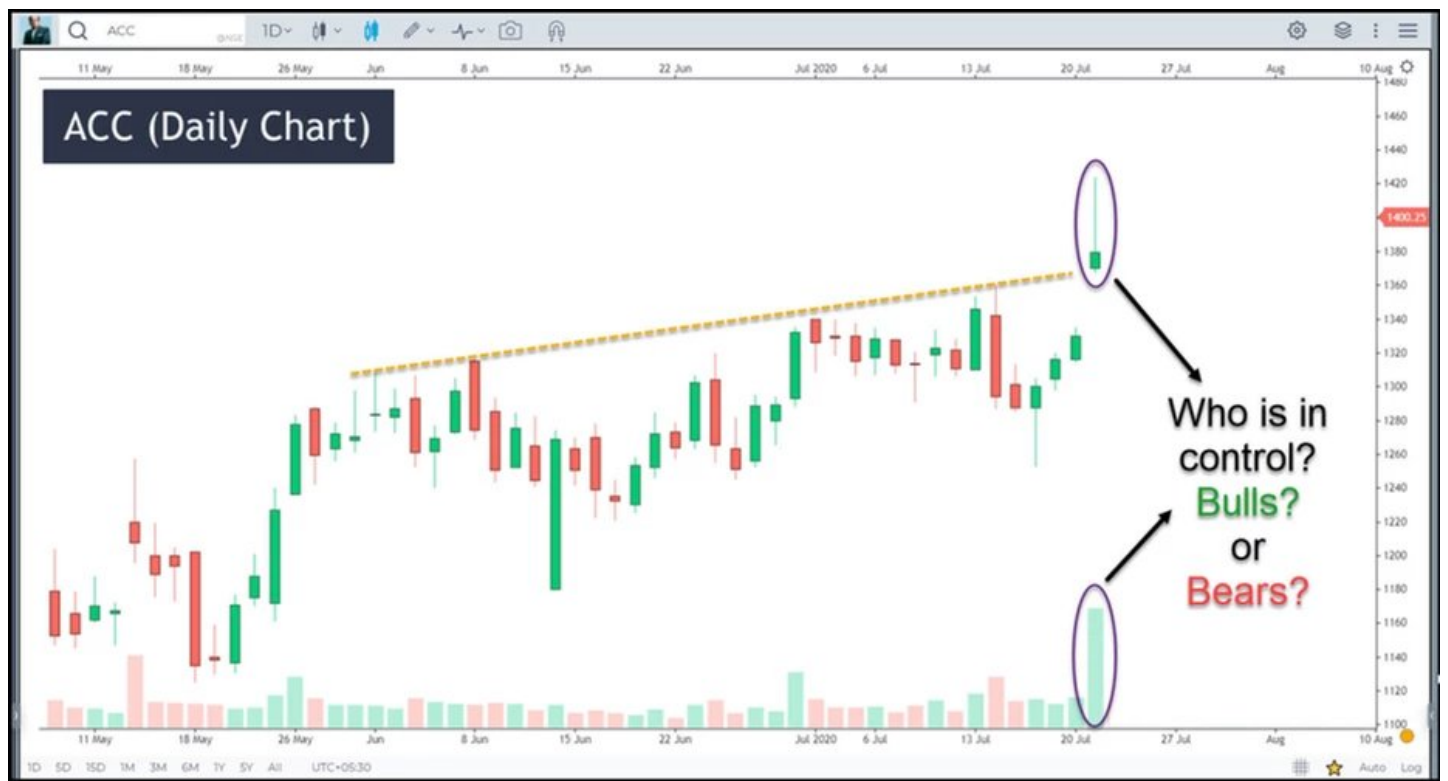 ACC
@NSE
1D
11 May 18 May 26 May Jun 8 Jun 15 Jun 22 Jun Jul 2020 6 Jul 13 Jul 20 Jul 27 Jul Aug 10 Aug
ACC (Daily Chart)
1480
1460
1440
1420
1400.25
1380
1360
1340
1320
1300
1280
1260
1240
1220
1200
1180
1160
1140
1120
1100
Who is in
control?
Bulls?
or
Bears?
11 May 18 May 26 May Jun 8 Jun 15 Jun 22 Jun Jul 2020 6 Jul 13 Jul 20 Jul 27 Jul Aug 10 Aug
1D 5D 15D 1M 3M 6M 1Y 5Y All UTC+05:30 Auto Log